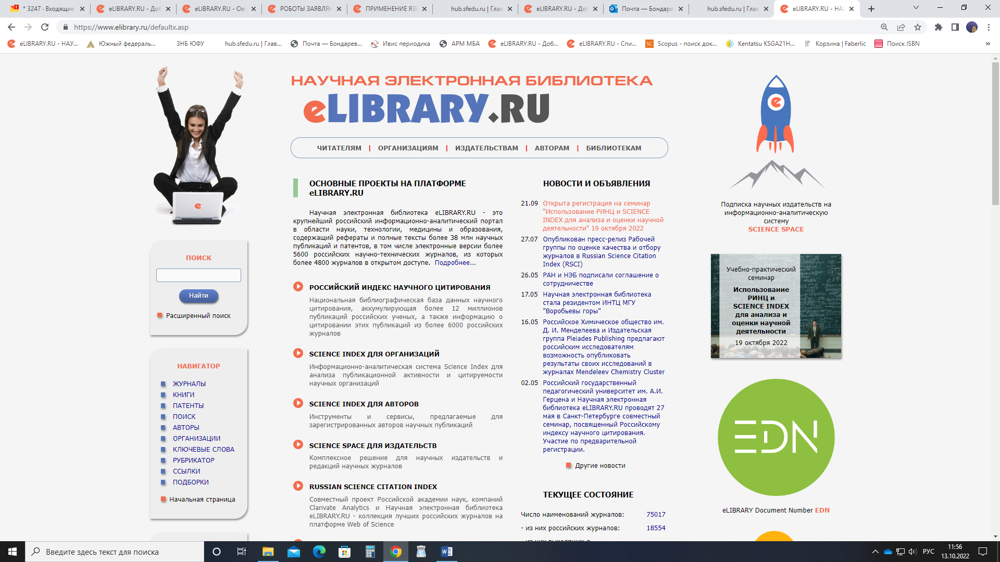 * 3247 · Входящие
eLIBRARY.RU - Доб
eLIBRARY.RU - Ов
РОБОТЫ ЗАЯВЛЯЮ
ПРИМЕНЕНИЕ ЯЗЫ
hub.sfedu.ru | Глав
eLIBRARY.RU - Доб
Почта — Бондаре
hub.sfedu.ru | Глав
eLIBRARY.RU - НАУ
https://www.elibrary.ru/defaultx.asp
eLIBRARY.RU - НАУ...
Южный федераль...
ЗНБ ЮФУ
hub.sfedu.ru | Глав...
Почта — Бондарев...
Ивис периодика
АРМ МБА
eLIBRARY.RU - Доб...
eLIBRARY.RU - Спи...
Scopus - поиск док...
Kentatsu KSGA21H...
Корзина | Faberlic
Поиск ISBN
НАУЧНАЯ ЭЛЕКТРОННАЯ БИБЛИОТЕКА
eLIBRARY.RU
ЧИТАТЕЛЯМ | ОРГАНИЗАЦИЯМ | ИЗДАТЕЛЬСТВАМ | АВТОРАМ | БИБЛИОТЕКАМ
ПОИСК
Найти
Расширенный поиск
НАВИГАТОР
ЖУРНАЛЫ
КНИГИ
ПАТЕНТЫ
ПОИСК
АВТОРЫ
ОРГАНИЗАЦИИ
КЛЮЧЕВЫЕ СЛОВА
РУБРИКАТОР
ССЫЛКИ
ПОДБОРКИ
Начальная страница
ОСНОВНЫЕ ПРОЕКТЫ НА ПЛАТФОРМЕ
eLIBRARY.RU
Научная электронная библиотека eLIBRARY.RU - это
крупнейший российский информационно-аналитический портал
в области науки, технологии, медицины и образования,
содержащий рефераты и полные тексты более 38 млн научных
публикаций и патентов, в том числе электронные версии более
5600 российских научно-технических журналов, из которых
более 4800 журналов в открытом доступе. Подробнее...
РОССИЙСКИЙ ИНДЕКС НАУЧНОГО ЦИТИРОВАНИЯ
Национальная библиографическая база данных научного
цитирования, аккумулирующая более 12 миллионов
публикаций российских ученых, а также информацию о
цитировании этих публикаций из более 6000 российских
журналов
SCIENCE INDEX ДЛЯ ОРГАНИЗАЦИЙ
Информационно-аналитическая система Science Index для
анализа публикационной активности и цитируемости
научных организаций
SCIENCE INDEX ДЛЯ АВТОРОВ
Инструменты и сервисы, предлагаемые для
зарегистрированных авторов научных публикаций
SCIENCE SPACE ДЛЯ ИЗДАТЕЛЬСТВ
Комплексное решение для научных издательств и
редакций научных журналов
RUSSIAN SCIENCE CITATION INDEX
Совместный проект Российской академии наук, компаний
Clarivate Analytics и Научная электронная библиотека
eLIBRARY.RU - коллекция лучших российских журналов на
платформе Web of Science
НОВОСТИ И ОБЪЯВЛЕНИЯ
21.09 Открыта регистрация на семинар
"Использование РИНЦ и SCIENCE
INDEX для анализа и оценки научной
деятельности" 19 октября 2022
27.07 Опубликован пресс-релиз Рабочей
группы по оценке качества и отбору
журналов в Russian Science Citation
Index (RSCI)
26.05 РАН и НЭБ подписали соглашение о
сотрудничестве
17.05 Научная электронная библиотека
стала резидентом ИНТЦ МГУ
"Воробьевы горы"
16.05 Российское Химическое общество им.
Д. И. Менделеева и Издательская
группа Pleiades Publishing предлагают
российским исследователям
возможность опубликовать
результаты своих исследований в
журналах Mendeleev Chemistry Cluster
02.05 Российский государственный
педагогический университет им. А.И.
Герцена и Научная электронная
библиотека eLIBRARY.RU проводят 27
мая в Санкт-Петербурге совместный
семинар, посвященный Российскому
индексу научного цитирования.
Участие по предварительной
регистрации.
Другие новости
ТЕКУЩЕЕ СОСТОЯНИЕ
Число наименований журналов: 75017
- из них российских журналов: 18554
Подписка научных издательств на
информационно-аналитическую
систему
SCIENCE SPACE
Учебно-практический
семинар
Использование
РИНЦ и
SCIENCE INDEX
для анализа и
оценки научной
деятельности
19 октября 2022
EDN
eLIBRARY Document Number EDN
Введите здесь текст для поиска
РУС
11:56
13.10.2022